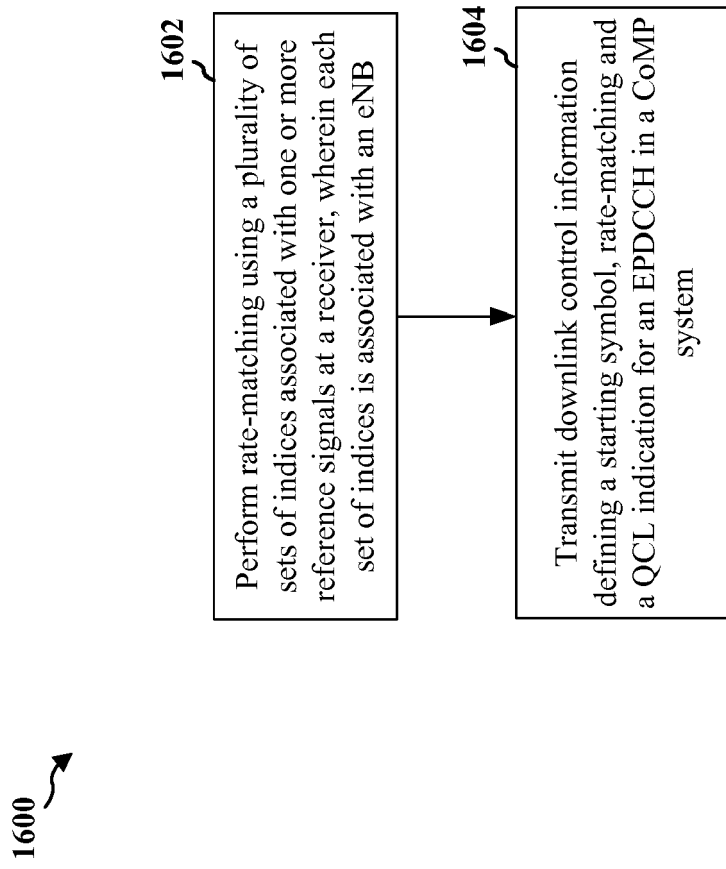 1600
1602
Perform rate-matching using a plurality of
sets of indices associated with one or more
reference signals at a receiver, wherein each
set of indices is associated with an eNB
1604
Transmit downlink control information
defining a starting symbol, rate-matching and
a QCL indication for an EPDCCH in a CoMP
system